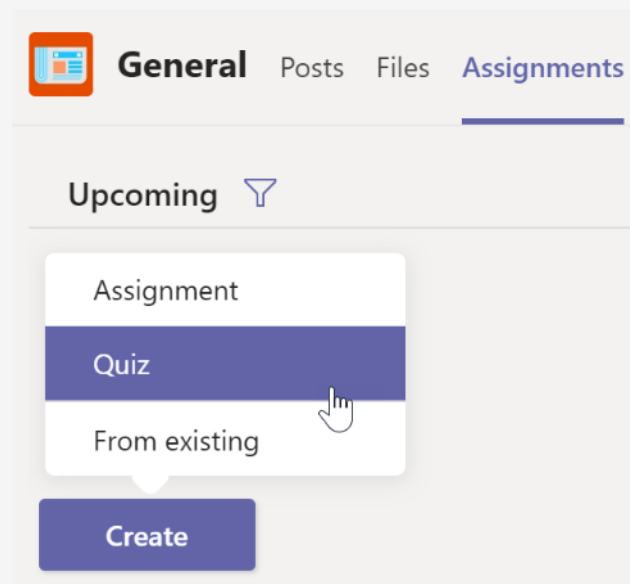 General Posts Files Assignments
Upcoming
Assignment
Quiz
From existing
Create